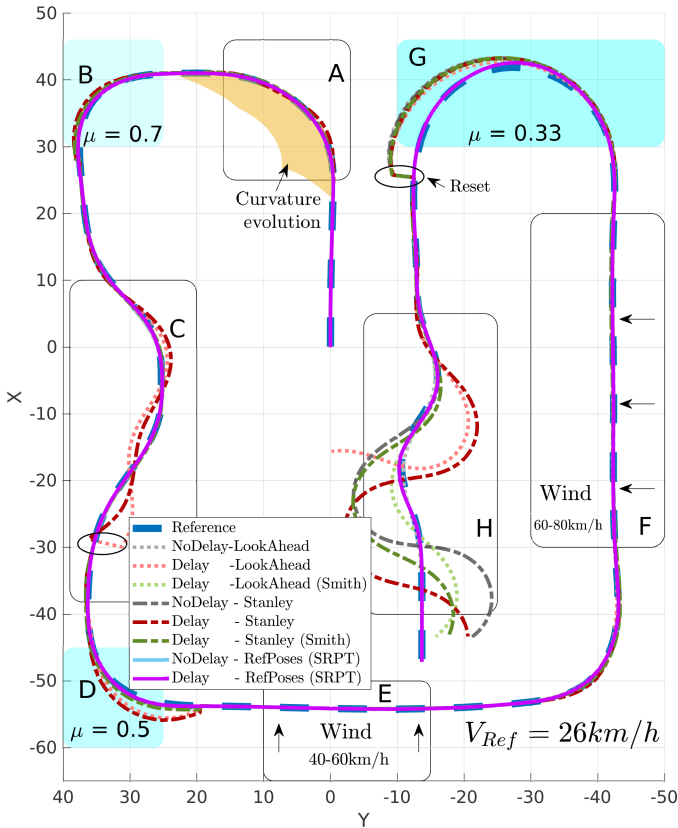 50
40
30
20
10
0
-10
-20
-30
-40
-50
-60
X
40
30
20
10
0
-10
-20
-30
-40
-50
Y
A
B
μ = 0.7
Curvature
evolution
C
D
μ = 0.5
E
Wind
40-60km/h
F
Wind
60-80km/h
G
μ = 0.33
Reset
H
V_Ref = 26km/h
Reference
NoDelay-LookAhead
Delay -LookAhead
Delay -LookAhead (Smith)
NoDelay - Stanley
Delay - Stanley
Delay - Stanley (Smith)
NoDelay - RefPoses (SRPT)
Delay - RefPoses (SRPT)